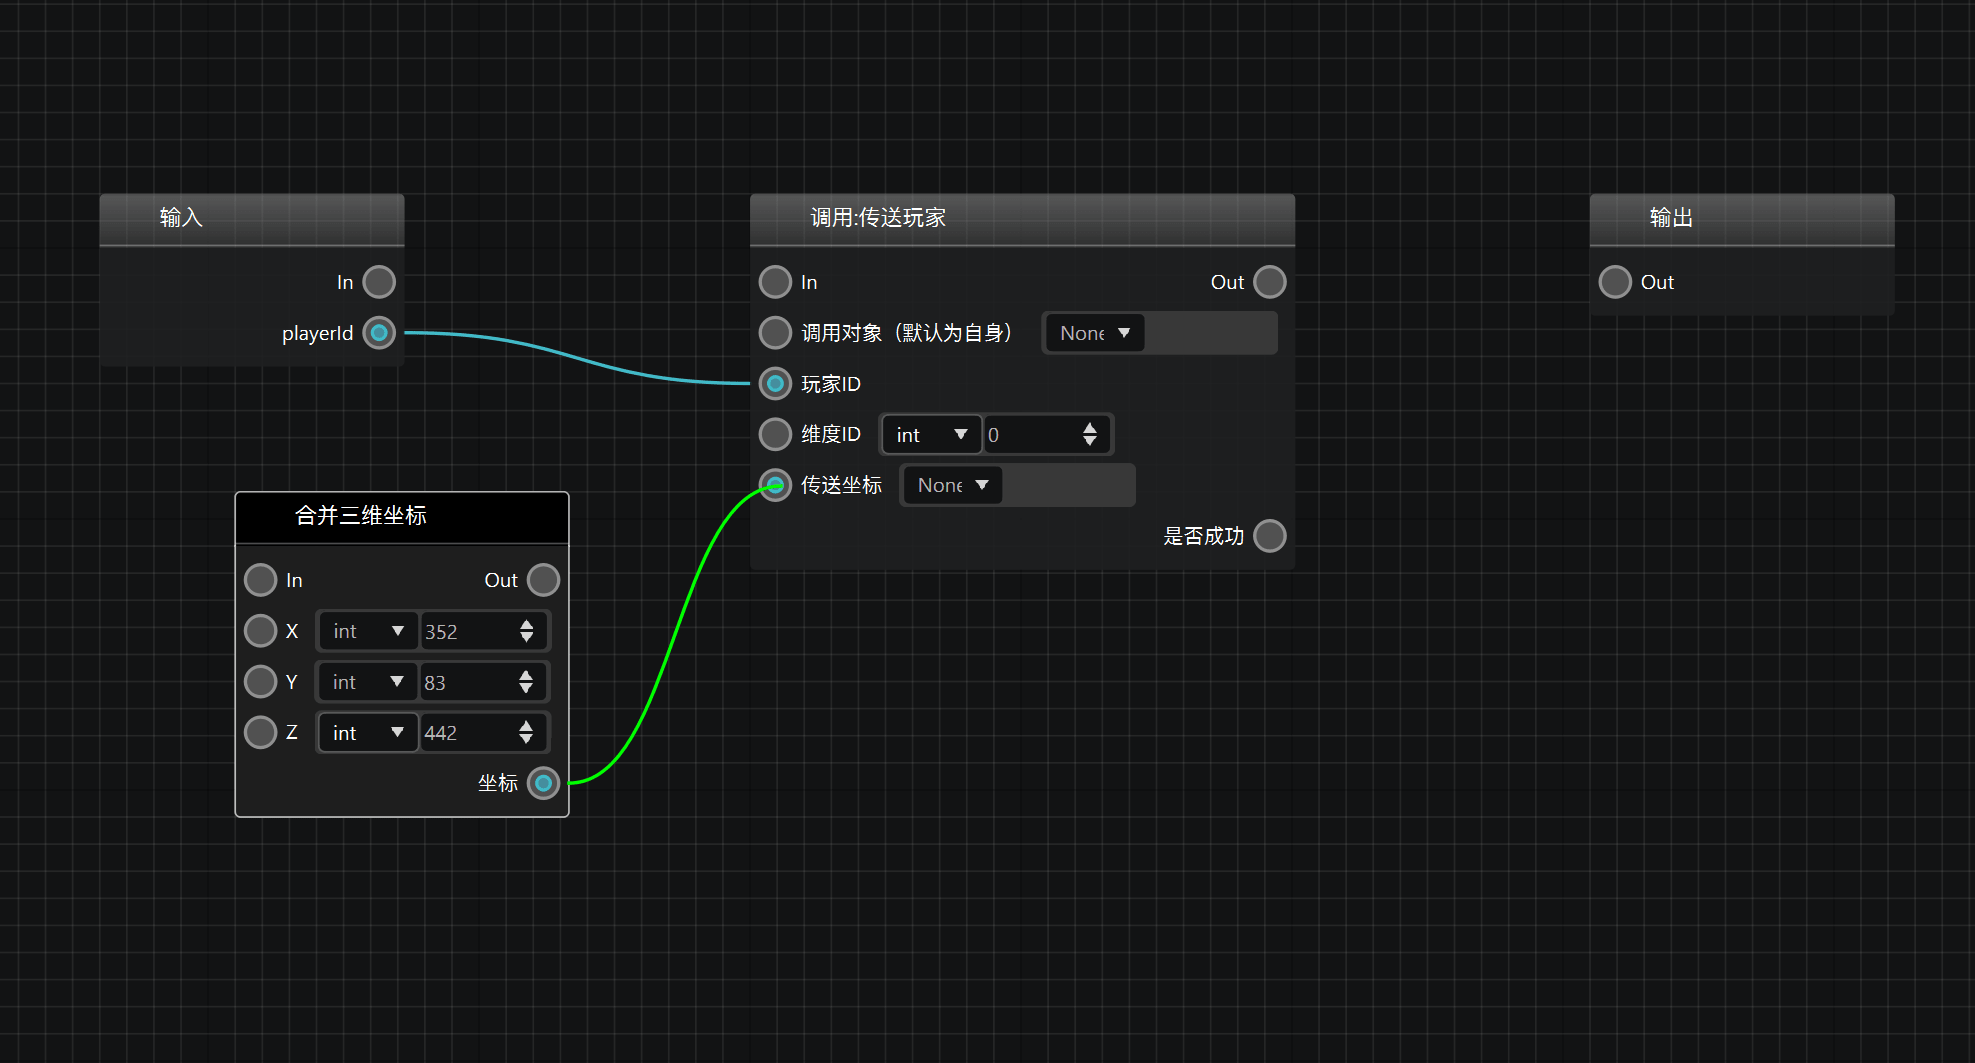 输入
In
playerId
调用:传送玩家
In
Out
调用对象（默认为自身） None
玩家ID
维度ID int 0
传送坐标 None
是否成功
输出
Out
合并三维坐标
In
Out
X int 352
Y int 83
Z int 442
坐标